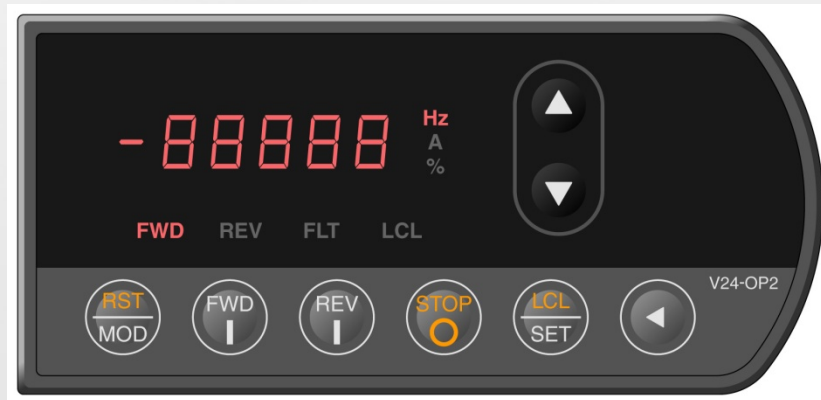 -88888
Hz
A
%
FWD REV FLT LCL
V24-OP2
RST FWD REV STOP LCL
MOD SET